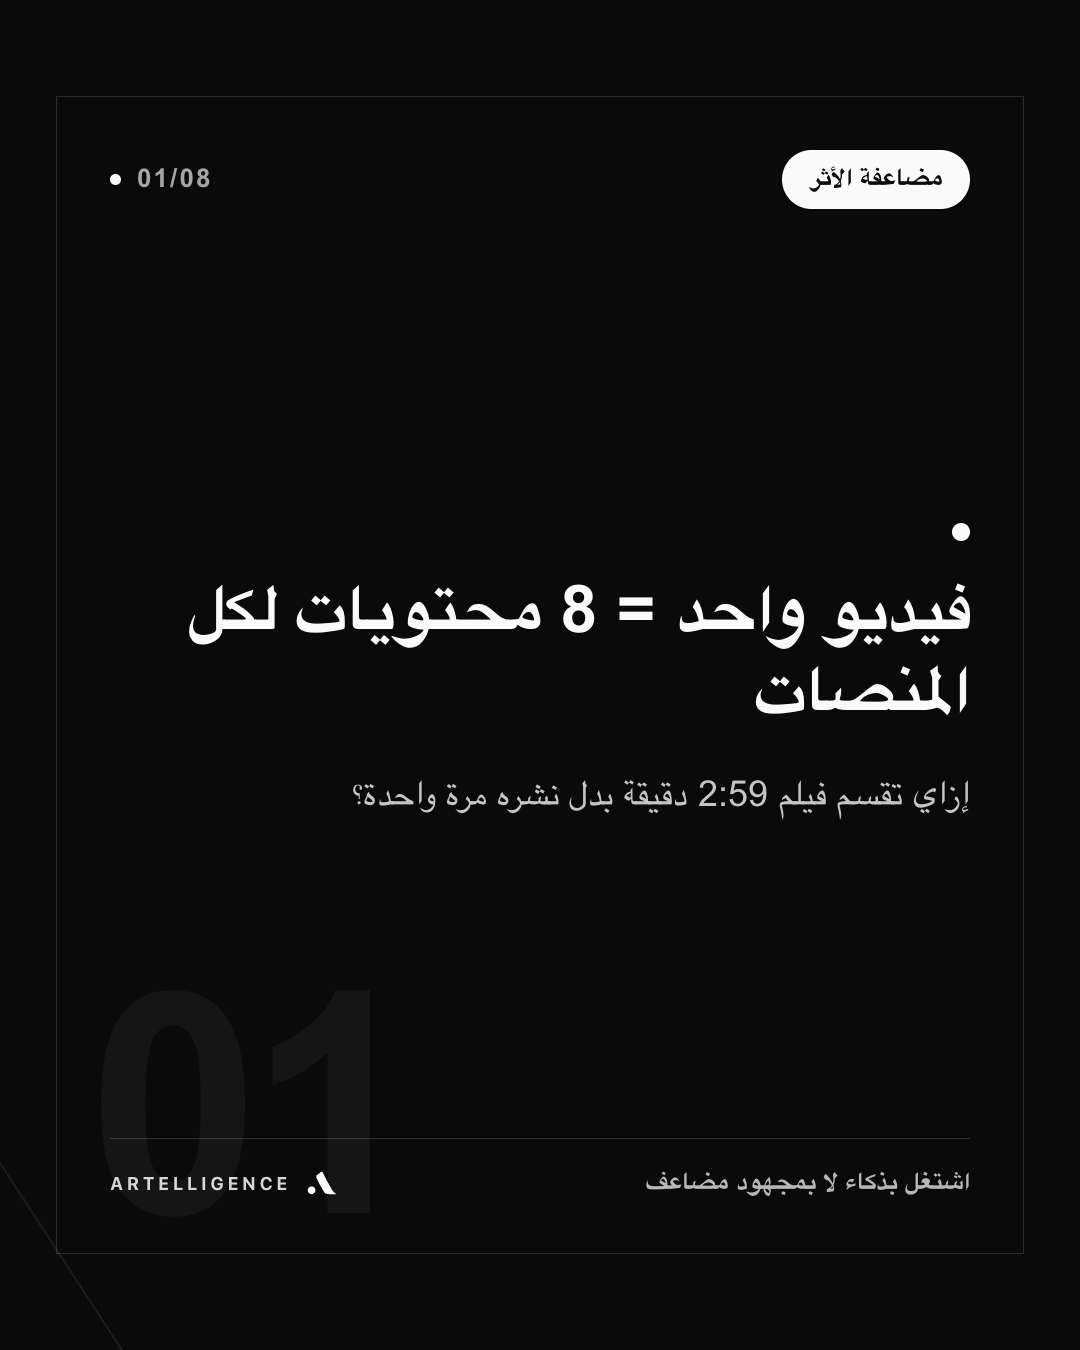 مضاعفة الأثر
01/08
فيديو واحد = 8 محتويات لكل
المنصات
إزاي تقسم فيلم 2:59 دقيقة بدل نشره مرة واحدة؟
01
اشتغل بذكاء لا بمجهود مضاعف
ARTELLIGENCE